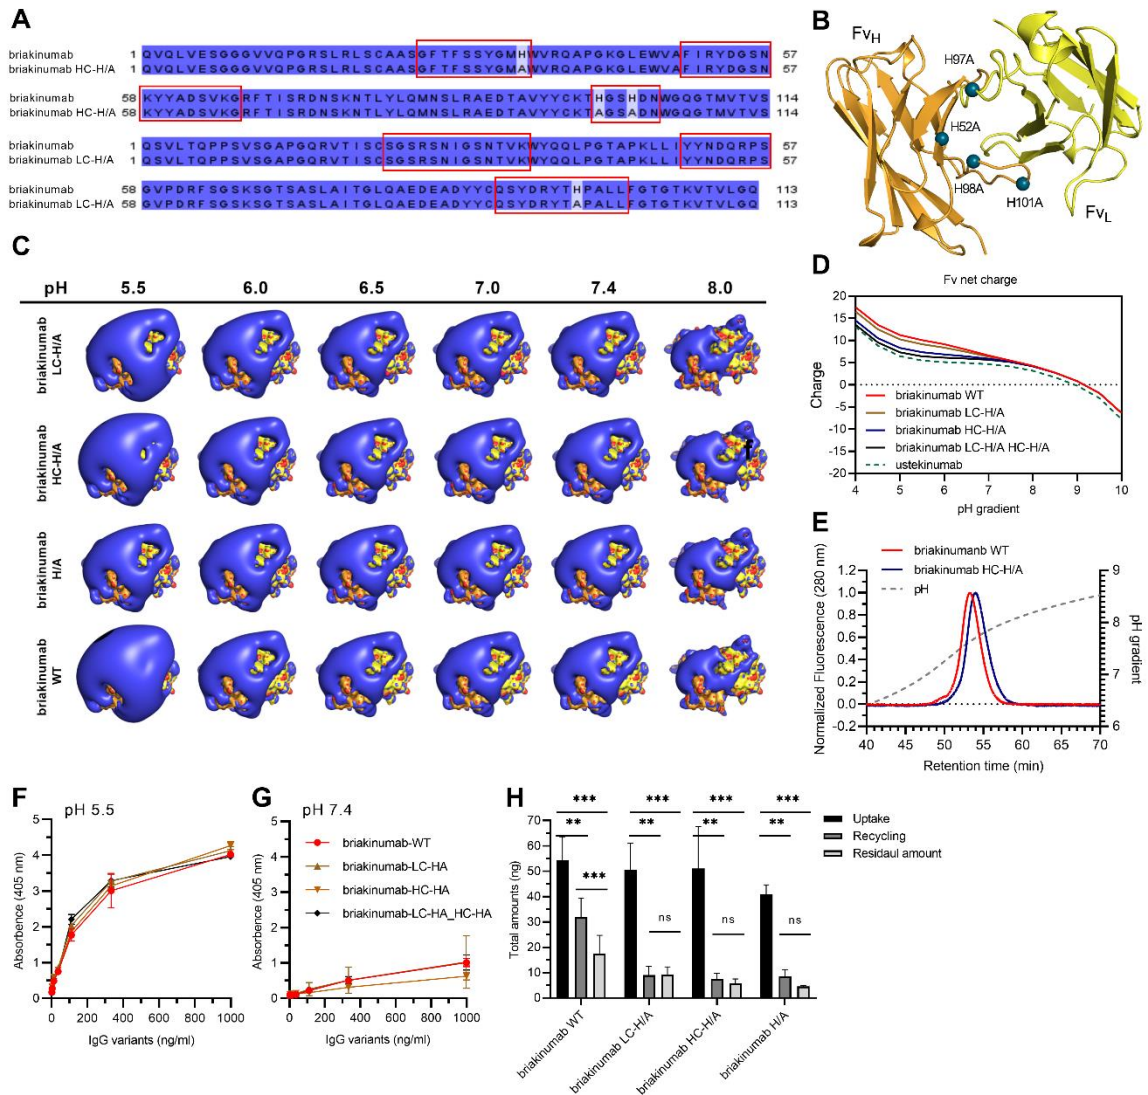 A
briakinumab 1 QVQLVESGGGVVQPGRSLRLSCAASGFTFSSYGMHWVRQAPGKGLEWVAFIRYDGSN 57
briakinumab HC-H/A 1 QVQLVESGGGVVQPGRSLRLSCAASGFTFSSYGMAWVRQAPGKGLEWVAFIRYDGSN 57
briakinumab 58 KYYADSVKGRFTISRDNSKNTLYLQMNSLRAEDTAVYYCKTHGSHDNWGQGTMVTVS 114
briakinumab HC-H/A 58 KYYADSVKGRFTISRDNSKNTLYLQMNSLRAEDTAVYYCKTAGSADNWGQGTMVTVS 114
briakinumab 1 QSVLTQPPSVSGAPGQRVTISCSGSRSNIGSNTVKWYQQLPGTAPKLLIYYNDQRPS 57
briakinumab LC-H/A 1 QSVLTQPPSVSGAPGQRVTISCSGSRSNIGSNTVKWYQQLPGTAPKLLIYYNDQRPS 57
briakinumab 58 GVPDRFSGSKSGTSASLAITGLQAEDEADYYCQSYDRYTHPALLFGTGTKVTVLGQ 113
briakinumab LC-H/A 58 GVPDRFSGSKSGTSASLAITGLQAEDEADYYCQSYDRYTAPALLFGTGTKVTVLGQ 113
B
FvH
H97A
H52A
H98A
H101A
FvL
C
pH 5.5 6.0 6.5 7.0 7.4 8.0
briakinumab
LC-H/A
briakinumab
HC-H/A
f
briakinumab
H/A
briakinumab
WT
D
Fv net charge
Charge
20
15
10
5
0
-5
-10
-15
-20
briakinumab WT
briakinumab LC-H/A
briakinumab HC-H/A
briakinumab LC-H/A HC-H/A
ustekinumab
4 5 6 7 8 9 10
pH gradient
E
briakinumanb WT
briakinumab HC-H/A
pH
Normalized Fluorescence (280 nm)
1.2
1.0
0.8
0.6
0.4
0.2
0.0
-0.2
9
8
7
6
pH gradient
40 45 50 55 60 65 70
Retention time (min)
F
pH 5.5
Absorbence (405 nm)
5
4
3
2
1
0
0 200 400 600 800 1000
IgG variants (ng/ml)
G
pH 7.4
briakinumab-WT
briakinumab-LC-HA
briakinumab-HC-HA
briakinumab-LC-HA_HC-HA
Absorbence (405 nm)
5
4
3
2
1
0
0 200 400 600 800 1000
IgG variants (ng/ml)
H
Uptake
Recycling
Residaul amount
Total amounts (ng)
70
60
50
40
30
20
10
0
*** *** *** ***
** ** ** **
*** ns ns ns
briakinumab WT
briakinumab LC-H/A
briakinumab HC-H/A
briakinumab H/A